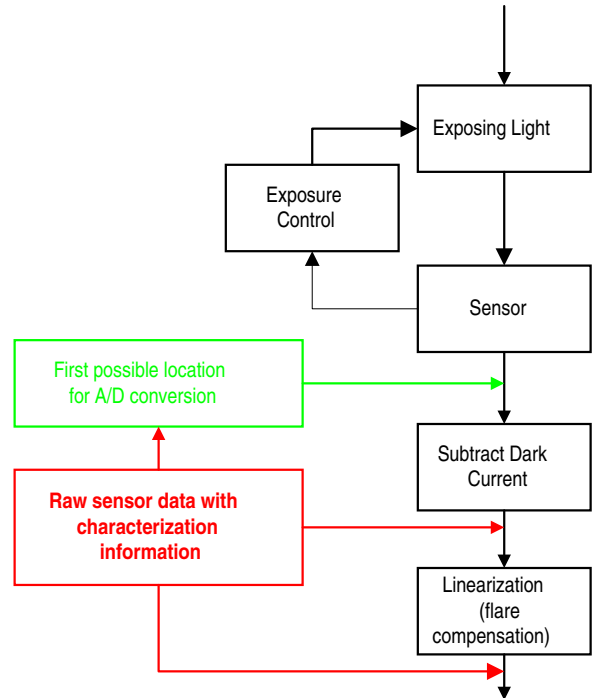 Exposing Light
Exposure
Control
Sensor
First possible location
for A/D conversion
Subtract Dark
Current
Raw sensor data with
characterization
information
Linearization
(flare
compensation)